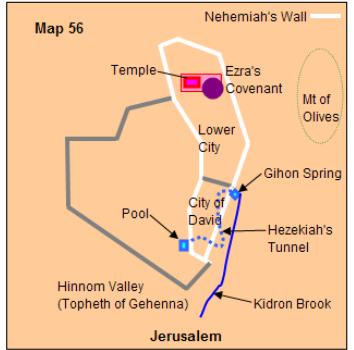 Nehemiah's Wall
Map 56
Temple
Ezra's
Covenant
Mt of
Olives
Lower
City
Gihon Spring
City of
David
Pool
Hezekiah's
Tunnel
Hinnom Valley
(Topheth of Gehenna)
Kidron Brook
Jerusalem